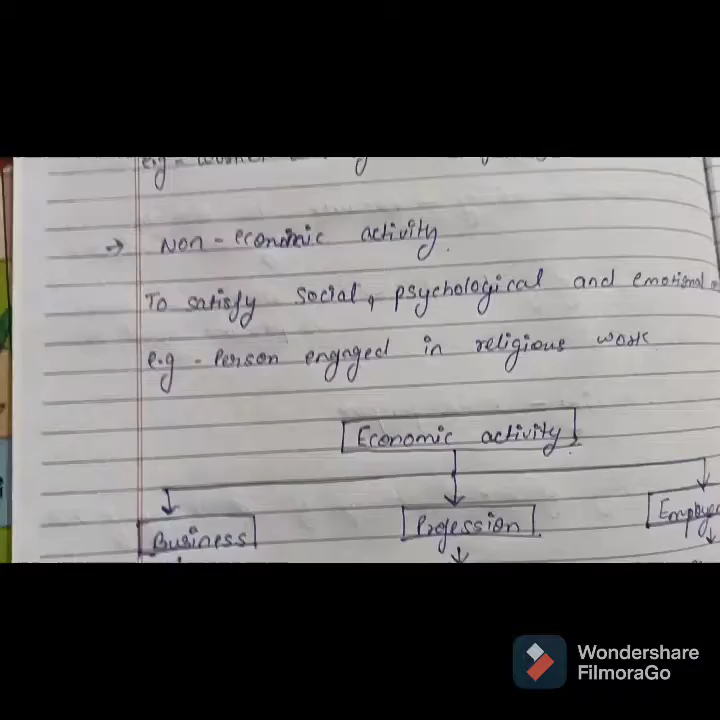 e.g -
→ Non - economic activity.
To satisfy social, psychological and emotional
e.g - Person engaged in religious work
Economic activity.
Business Profession
Wondershare
FilmoraGo